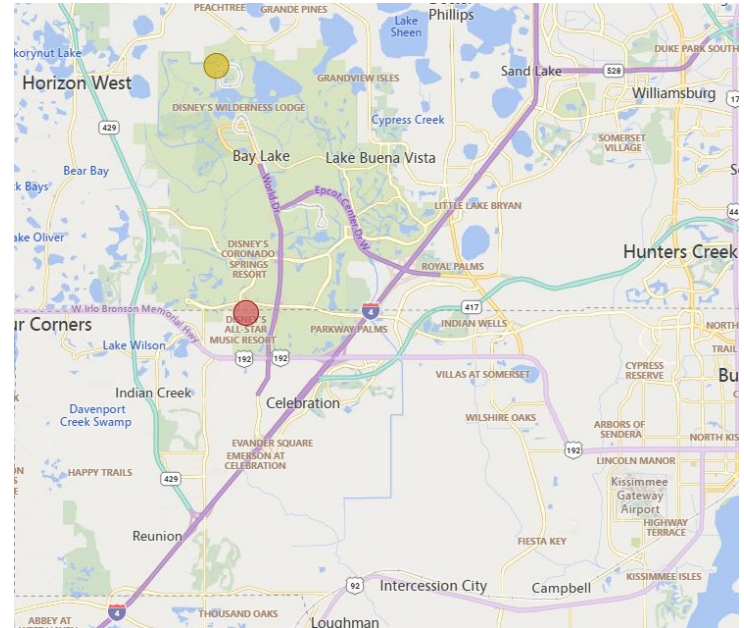 PEACHTREE
GRANDE PINES
Phillips
Lake
Sheen
DUKE PARK SOUTH
Horizon West
GRANDVIEW ISLES
Sand Lake
528
Williamsburg
DISNEY'S WILDERNESS LODGE
Cypress Creek
429
SOMERSET
VILLAGE
Bay Lake
Lake Buena Vista
Bear Bay
World Dr
Epcot Center Dr W
LITTLE LAKE BRYAN
DISNEY'S
CORONADO
SPRINGS
RESORT
Hunters Creek
ROYAL PALMS
W Irlo Bronson Memorial Hwy
DISNEY'S
ALL-STAR
MUSIC RESORT
4
417
ur Corners
PARKWAY PALMS
INDIAN WELLS
NORTH
TRAIL
Lake Wilson
192
192
VILLAS AT SOMERSET
CYPRESS
RESERVE
Bu
Indian Creek
Celebration
Davenport
Creek Swamp
WILSHIRE OAKS
ARBORS OF
SENDERA
NORTH KIS
EVANDER SQUARE
192
EMERSON AT
CELEBRATION
LINCOLN MANOR
HAPPY TRAILS
429
Kissimmee
Gateway
Airport
HIGHWAY
TERRACE
Reunion
FIESTA KEY
KISSIMMEE ISLES
92
Intercession City
Campbell
4
THOUSAND OAKS
ABBEY AT
Loughman